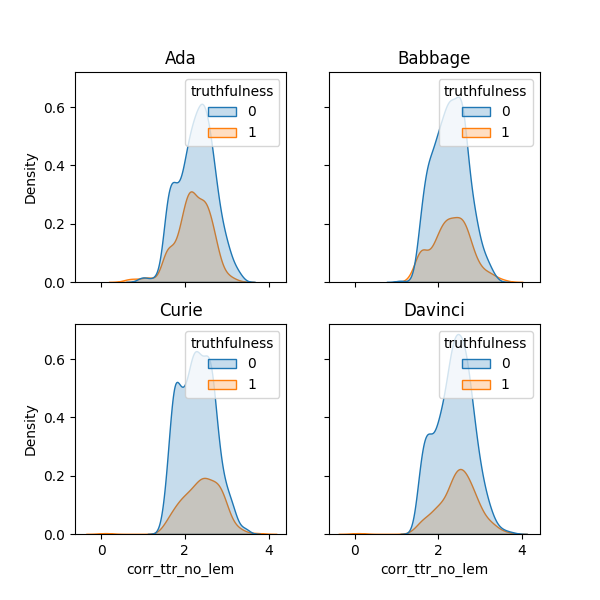 Ada
Babbage
truthfulness
0
1
truthfulness
0
1
Density
0.6
0.4
0.2
0.0
Curie
Davinci
truthfulness
0
1
truthfulness
0
1
Density
0.6
0.4
0.2
0.0
0 2 4
0 2 4
corr_ttr_no_lem
corr_ttr_no_lem